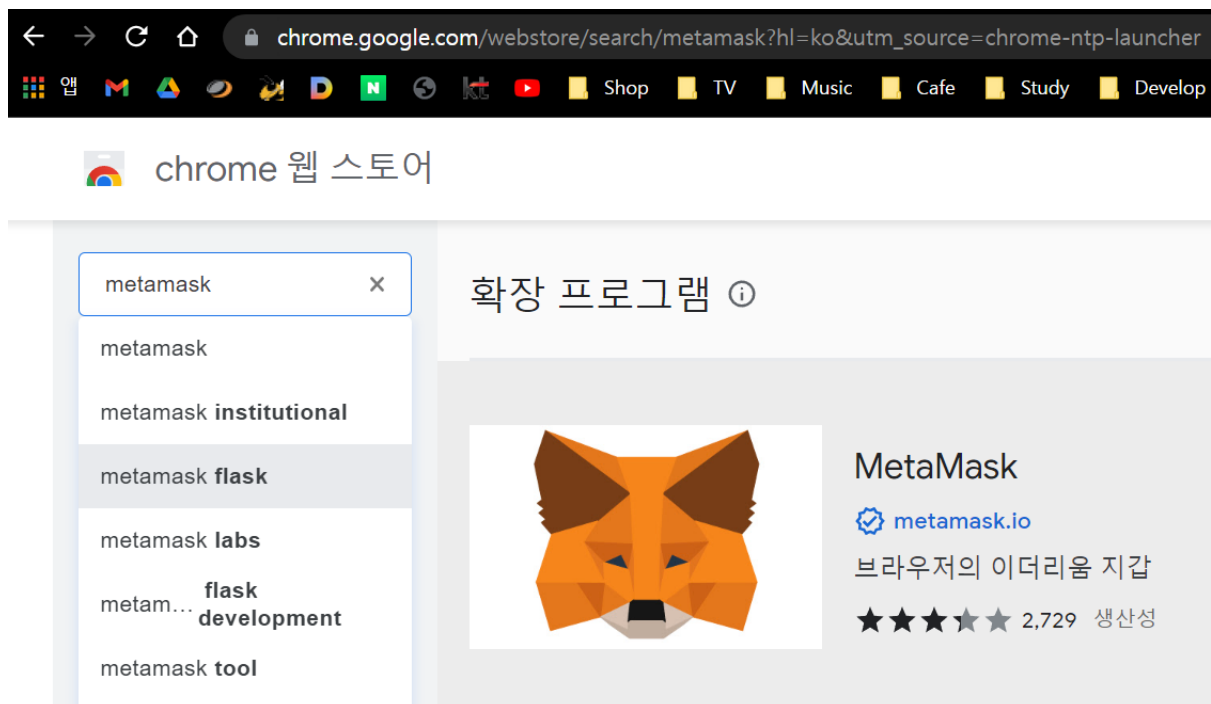 chrome.google.com/webstore/search/metamask?hl=ko&utm_source=chrome-ntp-launcher
앱 D N kt Shop TV Music Cafe Study Develop
chrome 웹 스토어
metamask
metamask
metamask institutional
metamask flask
metamask labs
metam... flask development
metamask tool
확장 프로그램
MetaMask
metamask.io
브라우저의 이더리움 지갑
2,729 생산성